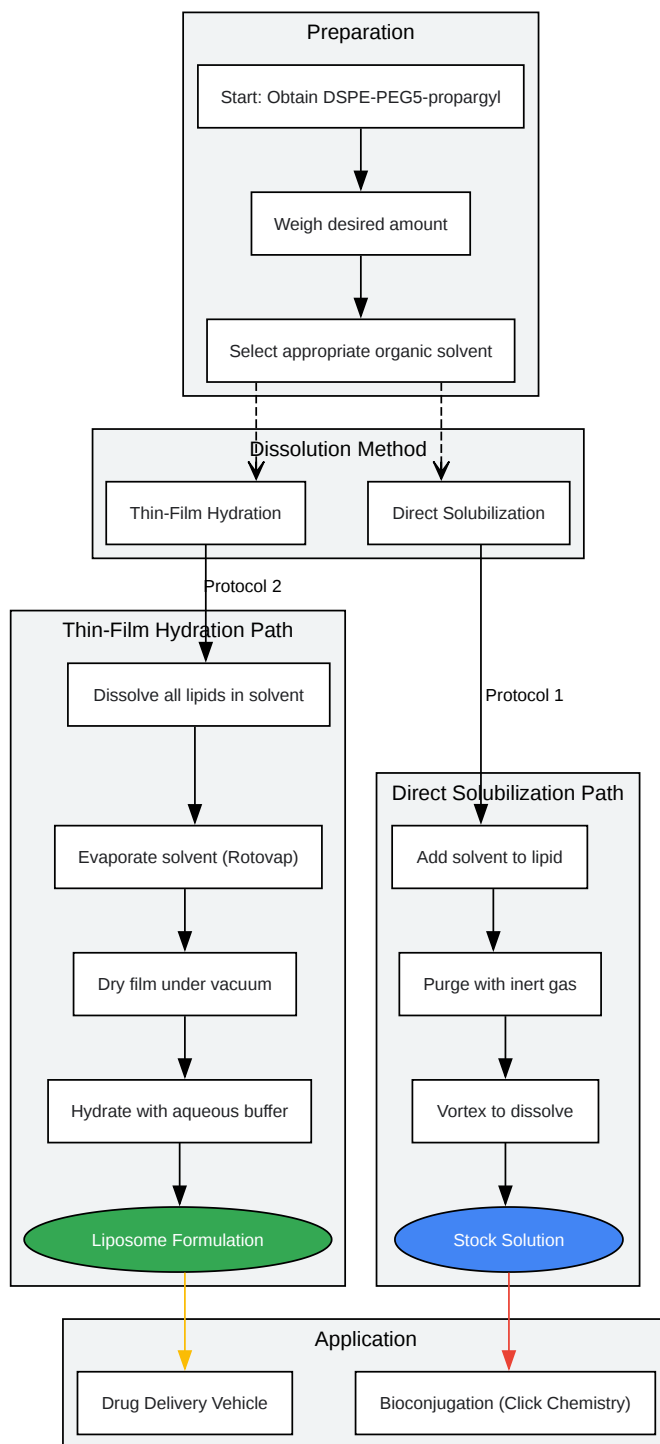 Preparation
Start: Obtain DSPE-PEG5-propargyl
Weigh desired amount
Select appropriate organic solvent
Dissolution Method
Thin-Film Hydration
Direct Solubilization
Protocol 2
Thin-Film Hydration Path
Dissolve all lipids in solvent
Evaporate solvent (Rotovap)
Dry film under vacuum
Hydrate with aqueous buffer
Liposome Formulation
Protocol 1
Direct Solubilization Path
Add solvent to lipid
Purge with inert gas
Vortex to dissolve
Stock Solution
Application
Drug Delivery Vehicle
Bioconjugation (Click Chemistry)